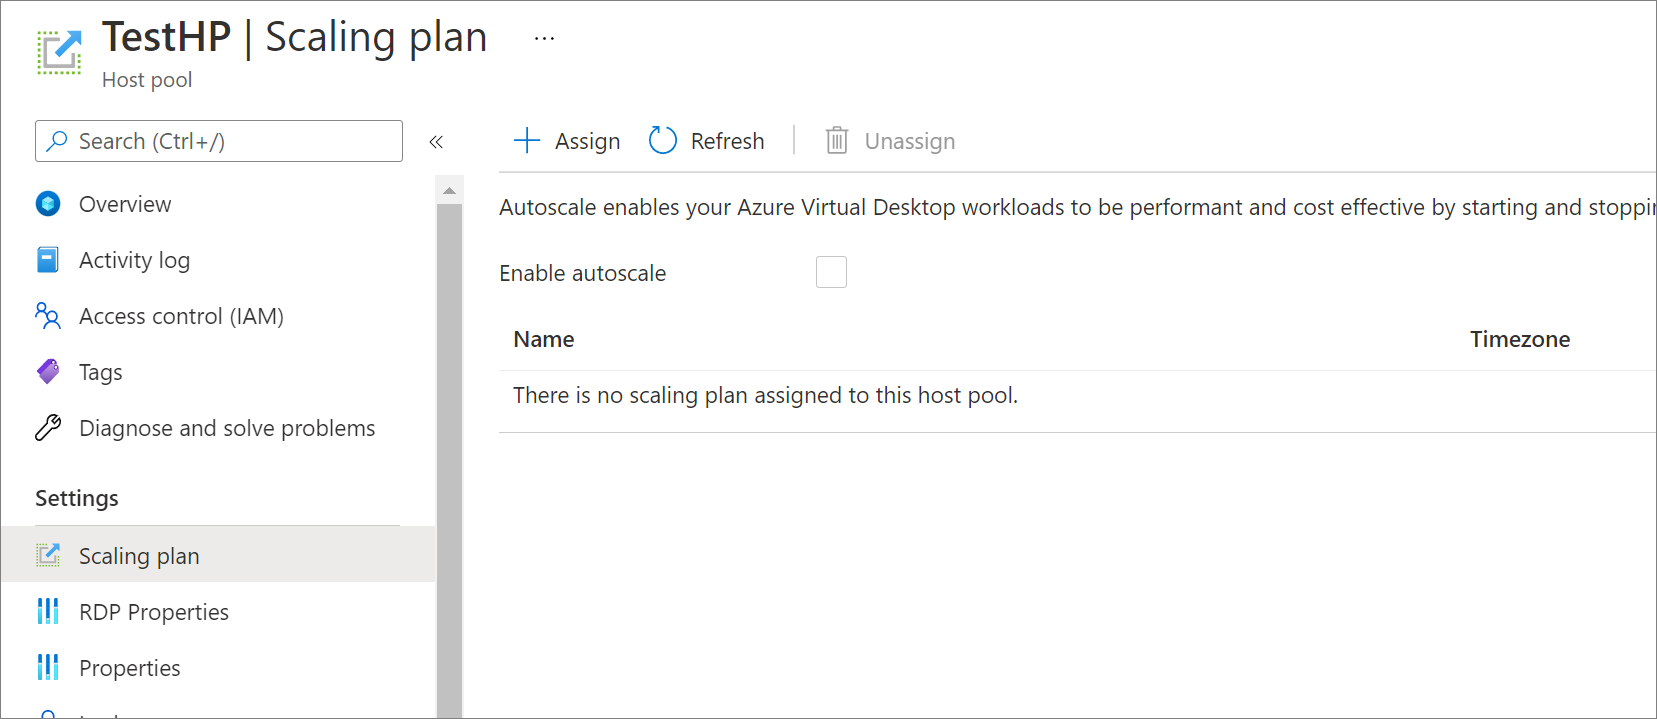 TestHP | Scaling plan ...
Host pool
Search (Ctrl+/)
«
Overview
Activity log
Access control (IAM)
Tags
Diagnose and solve problems
Settings
Scaling plan
RDP Properties
Properties
Assign
Refresh
Unassign
Autoscale enables your Azure Virtual Desktop workloads to be performant and cost effective by starting and
Enable autoscale
Name Timezone
There is no scaling plan assigned to this host pool.